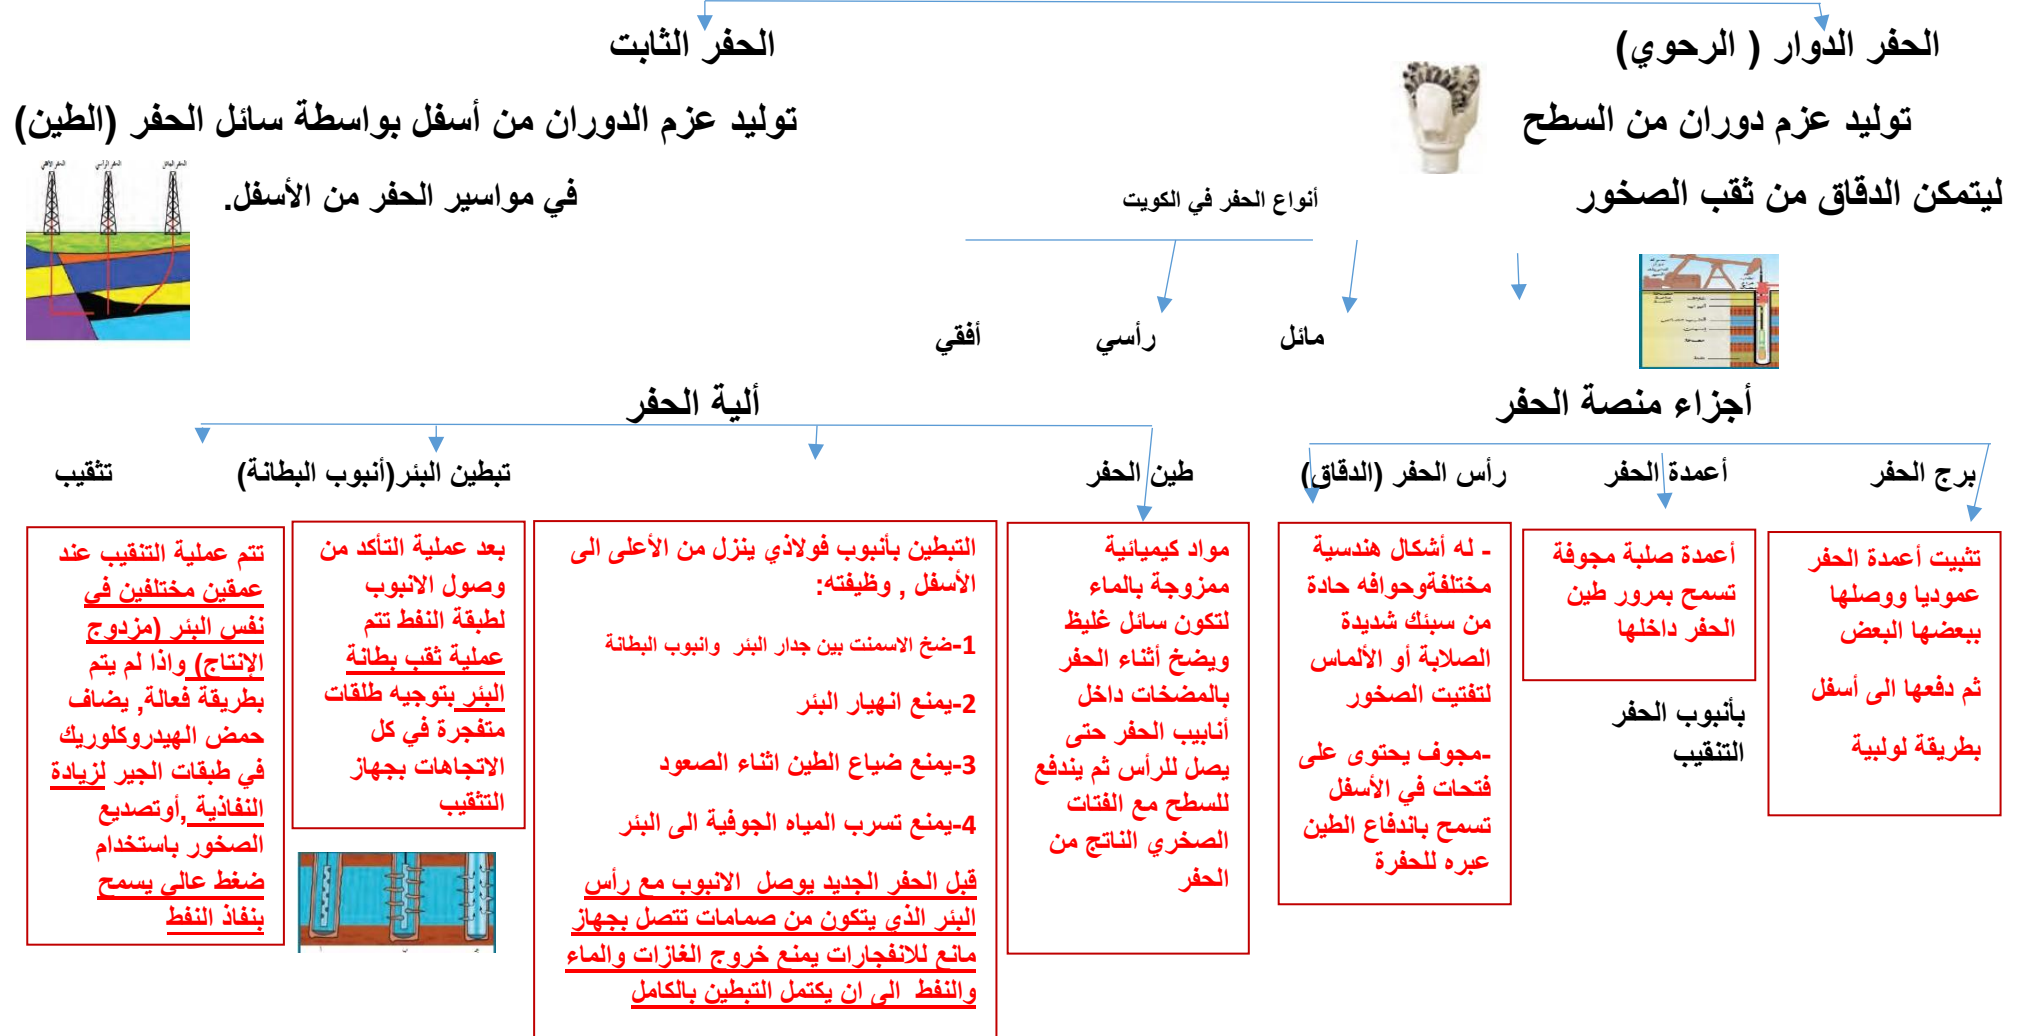 الحفر الدوار ( الرحوي)
توليد عزم دوران من السطح
ليتمكن الدقاق من ثقب الصخور
الحفر الثابت
توليد عزم الدوران من أسفل بواسطة سائل الحفر (الطين)
في مواسير الحفر من الأسفل.
الحفر المائل
الحفر الرأسي
الحفر الأفقي
أنواع الحفر في الكويت
مائل
رأسي
أفقي
أجزاء منصة الحفر
برج الحفر
تثبيت أعمدة الحفر
عموديا ووصلها
ببعضها البعض
ثم دفعها الى أسفل
بطريقة لولبية
أعمدة الحفر
أعمدة صلبة مجوفة
تسمح بمرور طين
الحفر داخلها
بأنبوب الحفر
التنقيب
رأس الحفر (الدقاق)
- له أشكال هندسية
مختلفةوحوافه حادة
من سبئك شديدة
الصلابة أو الألماس
لتفتيت الصخور
-مجوف يحتوى على
فتحات في الأسفل
تسمح باندفاع الطين
عبره للحفرة
ألية الحفر
طين الحفر
مواد كيميائية
ممزوجة بالماء
لتكون سائل غليظ
ويضخ أثناء الحفر
بالمضخات داخل
أنابيب الحفر حتى
يصل للرأس ثم يندفع
للسطح مع الفتات
الصخري الناتج من
الحفر
التبطين بأنبوب فولاذي ينزل من الأعلى الى
الأسفل , وظيفته:
1-ضخ الاسمنت بين جدار البئر وانبوب البطانة
2-يمنع انهيار البئر
3-يمنع ضياع الطين اثناء الصعود
4-يمنع تسرب المياه الجوفية الى البئر
قبل الحفر الجديد يوصل الانبوب مع رأس
البئر الذي يتكون من صمامات تتصل بجهاز
مانع للانفجارات يمنع خروج الغازات والماء
والنفط الى ان يكتمل التبطين بالكامل
تبطين البئر(أنبوب البطانة)
بعد عملية التأكد من
وصول الانبوب
لطبقة النفط تتم
عملية ثقب بطانة
البئر بتوجيه طلقات
متفجرة في كل
الاتجاهات بجهاز
التثقيب
تثقيب
تتم عملية التنقيب عند
عمقين مختلفين في
نفس البئر (مزدوج
الإنتاج) واذا لم يتم
بطريقة فعالة, يضاف
حمض الهيدروكلوريك
في طبقات الجير لزيادة
النفاذية ,أوتصديع
الصخور باستخدام
ضغط عالي يسمح
بنفاذ النفط